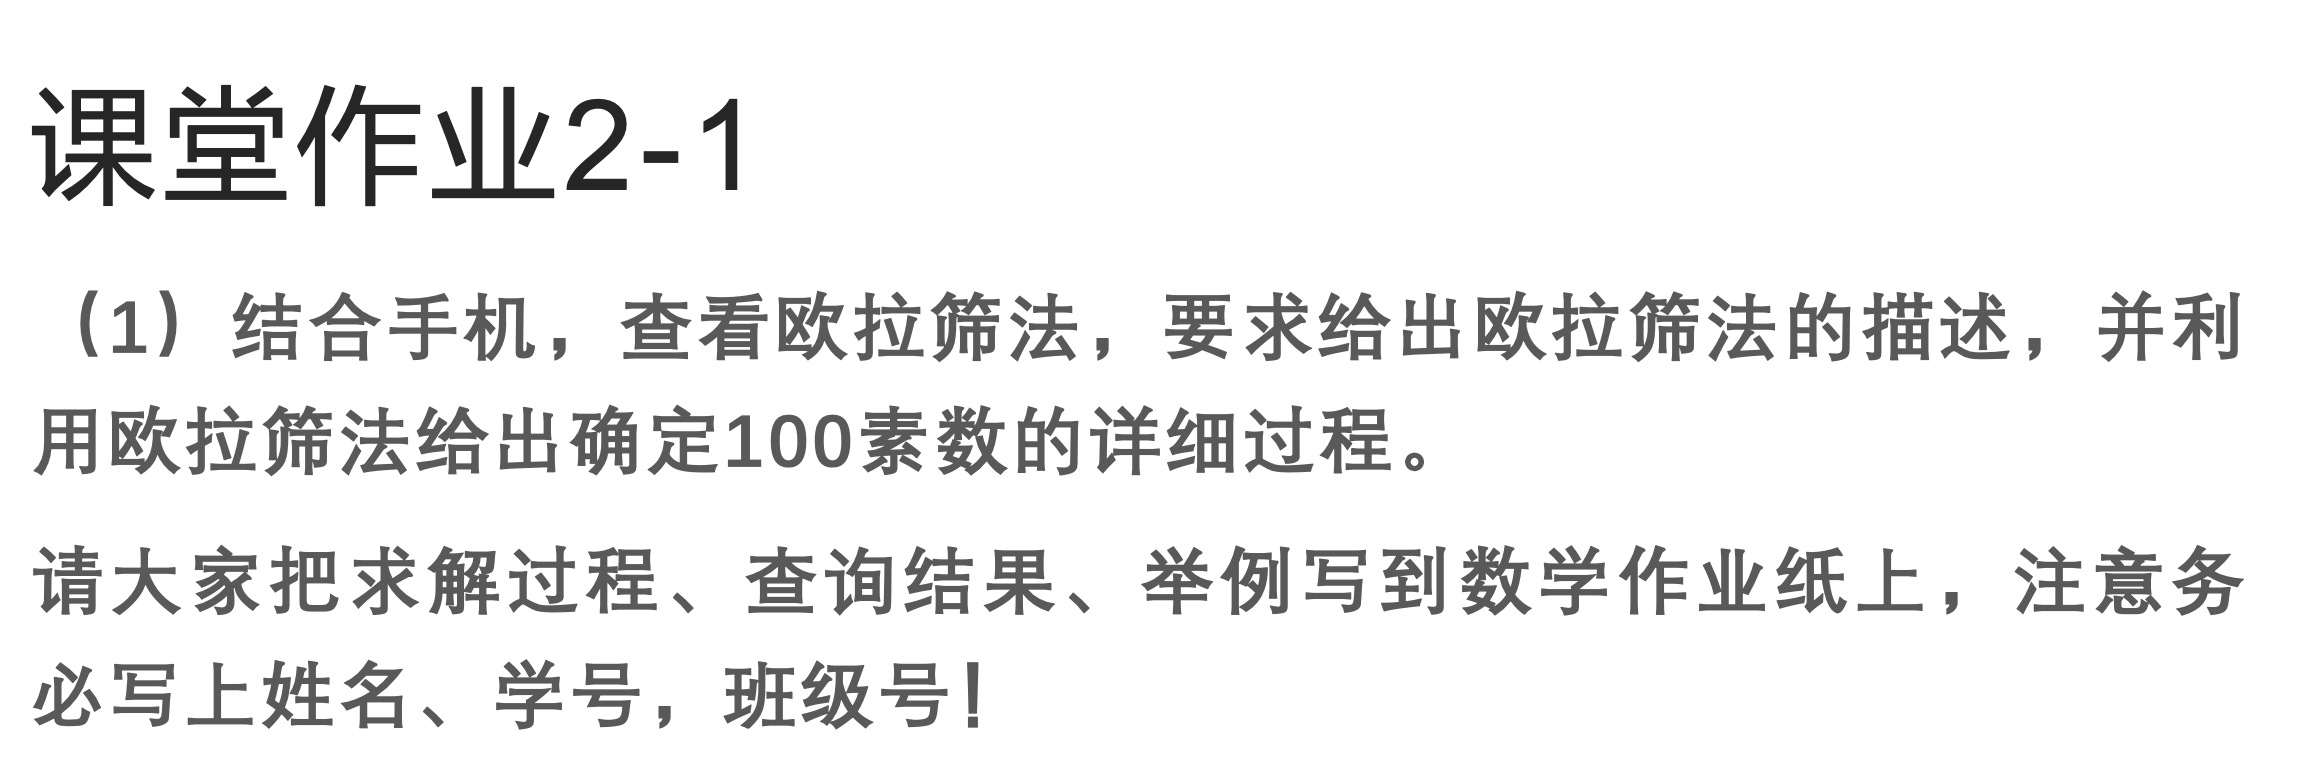 课堂作业2-1
（1）结合手机，查看欧拉筛法，要求给出欧拉筛法的描述，并利
用欧拉筛法给出确定100素数的详细过程。
请大家把求解过程、查询结果、举例写到数学作业纸上，注意务
必写上姓名、学号，班级号！